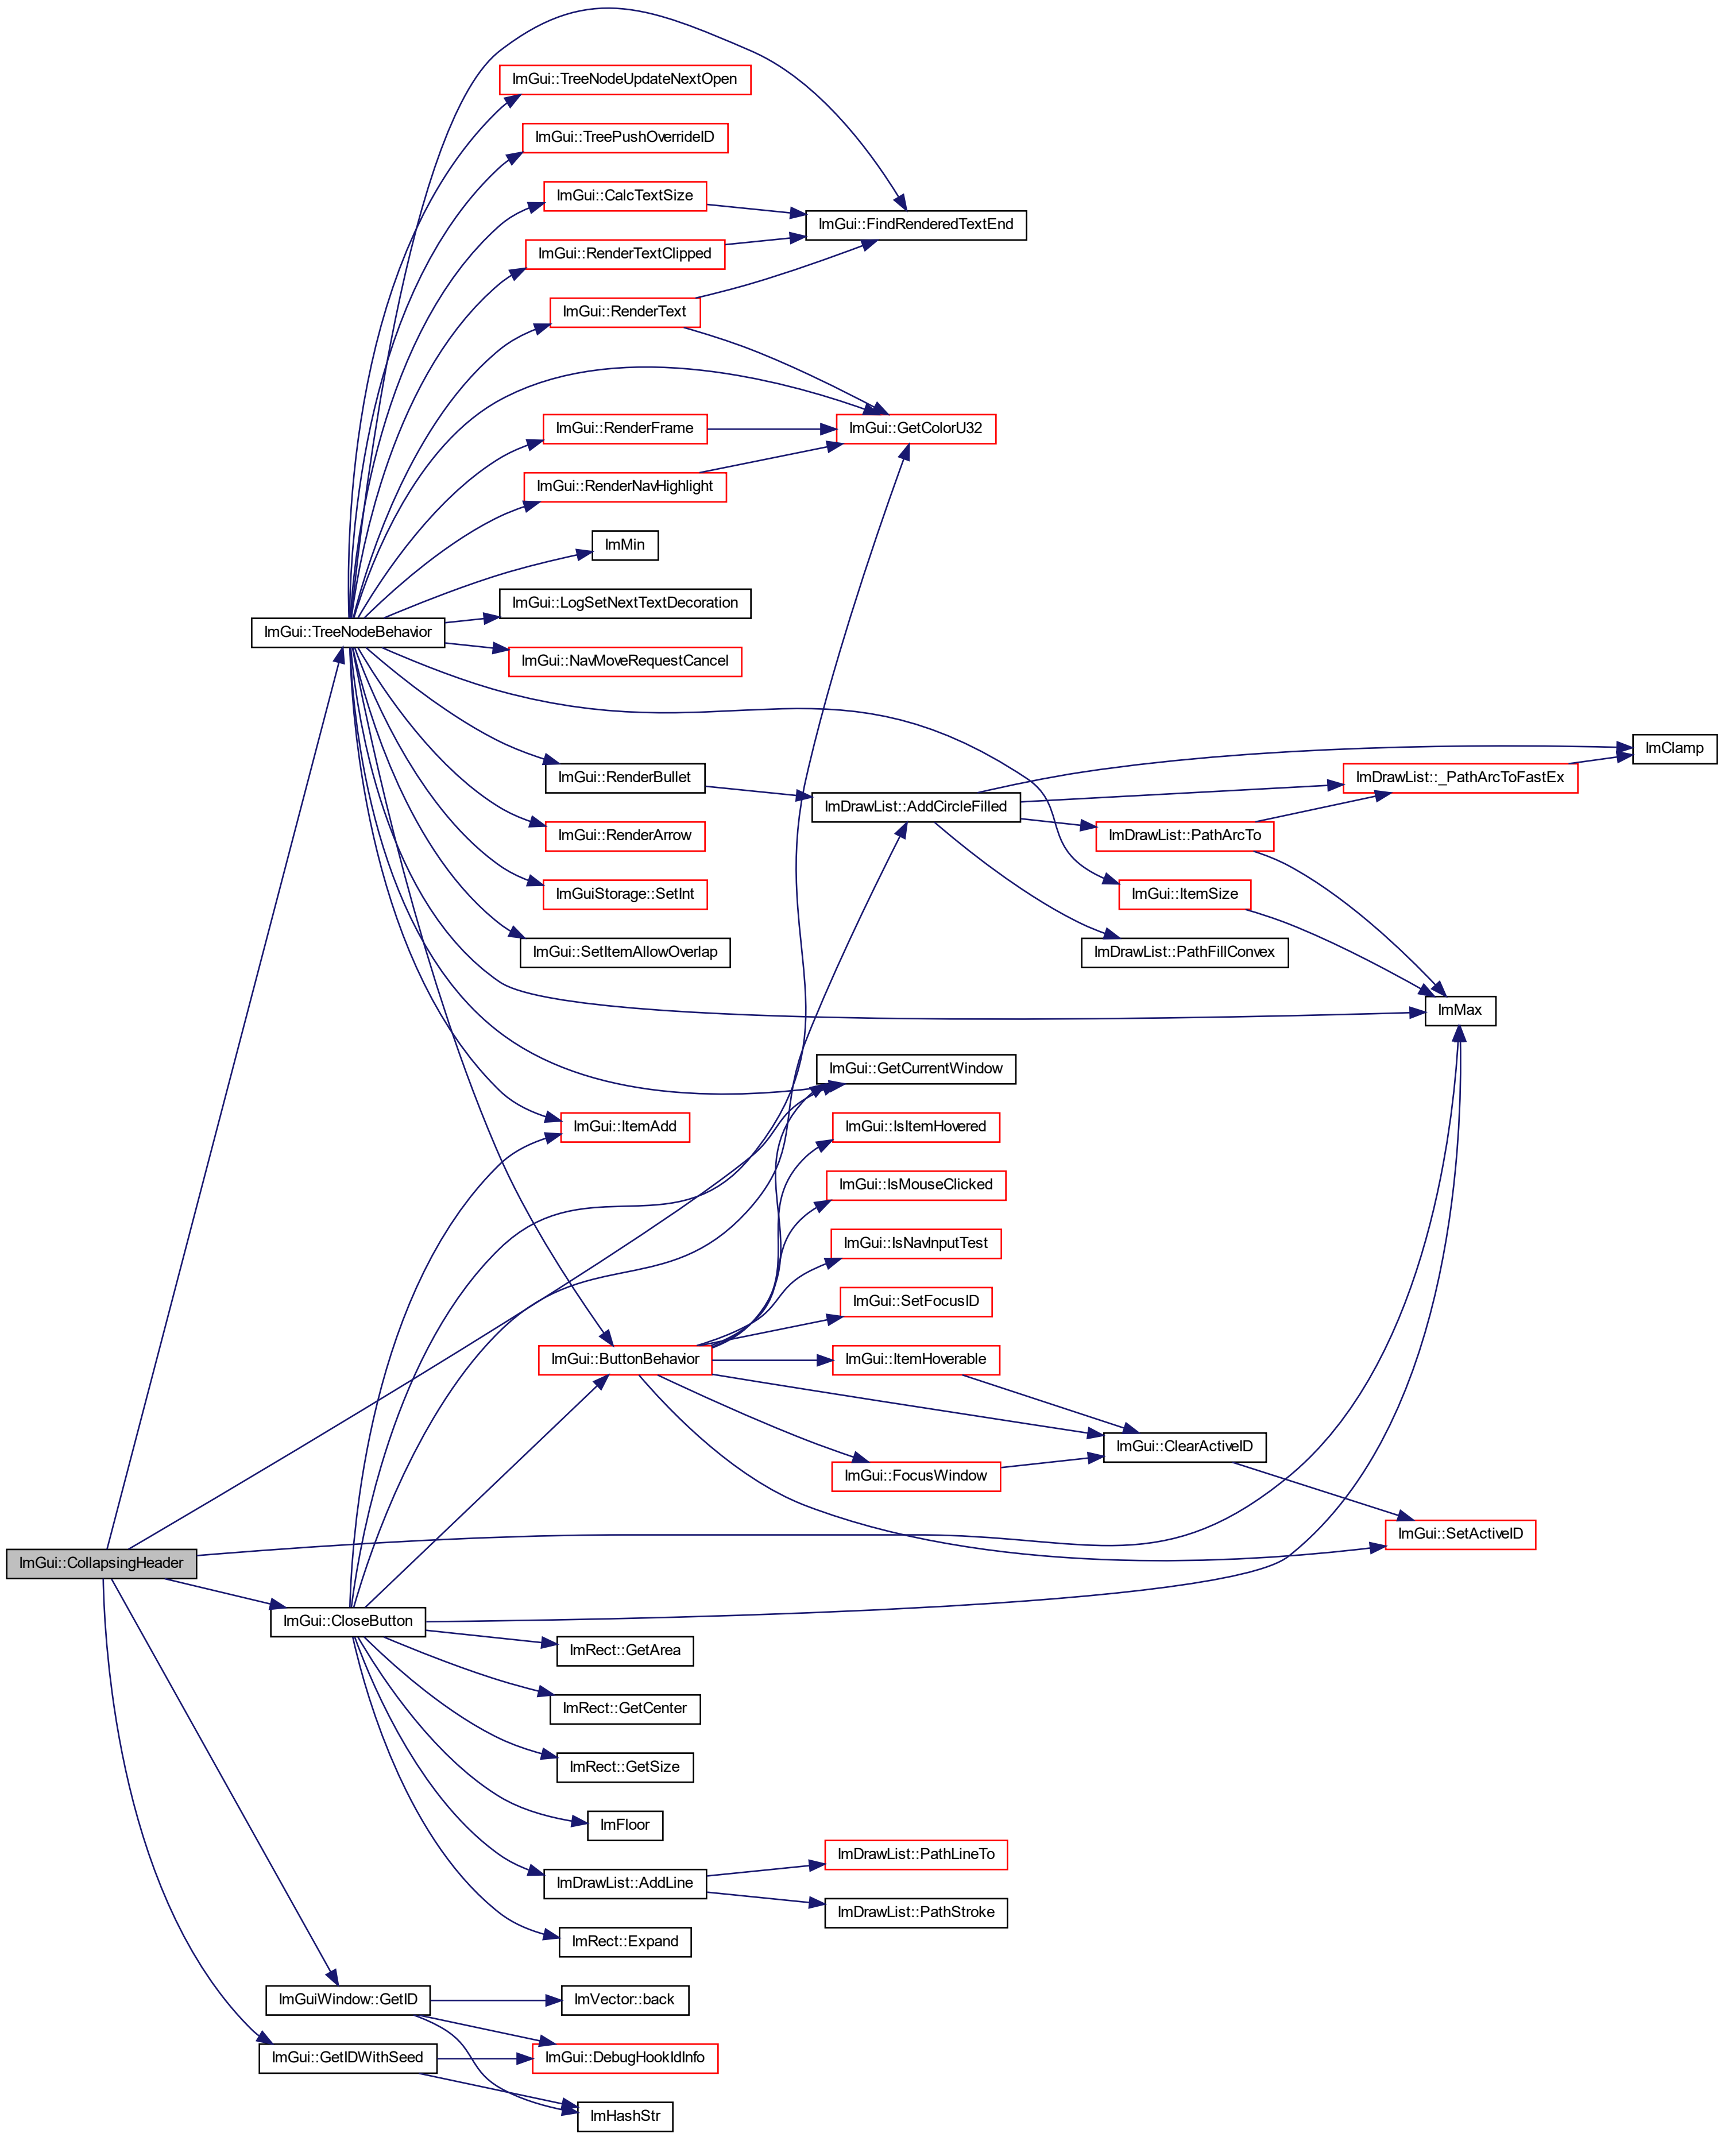 ImGui::TreeNodeUpdateNextOpen
ImGui::TreePushOverrideID
ImGui::CalcTextSize
ImGui::FindRenderedTextEnd
ImGui::RenderTextClipped
ImGui::RenderText
ImGui::RenderFrame
ImGui::GetColorU32
ImGui::RenderNavHighlight
ImMin
ImGui::LogSetNextTextDecoration
ImGui::TreeNodeBehavior
ImGui::NavMoveRequestCancel
ImClamp
ImGui::RenderBullet
ImDrawList::_PathArcToFastEx
ImDrawList::AddCircleFilled
ImGui::RenderArrow
ImDrawList::PathArcTo
ImGuiStorage::SetInt
ImGui::ItemSize
ImGui::SetItemAllowOverlap
ImDrawList::PathFillConvex
ImMax
ImGui::GetCurrentWindow
ImGui::ItemAdd
ImGui::IsItemHovered
ImGui::IsMouseClicked
ImGui::IsNavInputTest
ImGui::SetFocusID
ImGui::ButtonBehavior
ImGui::ItemHoverable
ImGui::ClearActiveID
ImGui::FocusWindow
ImGui::SetActiveID
ImGui::CollapsingHeader
ImGui::CloseButton
ImRect::GetArea
ImRect::GetCenter
ImRect::GetSize
ImFloor
ImDrawList::PathLineTo
ImDrawList::AddLine
ImDrawList::PathStroke
ImRect::Expand
ImGuiWindow::GetID
ImVector::back
ImGui::GetIDWithSeed
ImGui::DebugHookIdInfo
ImHashStr